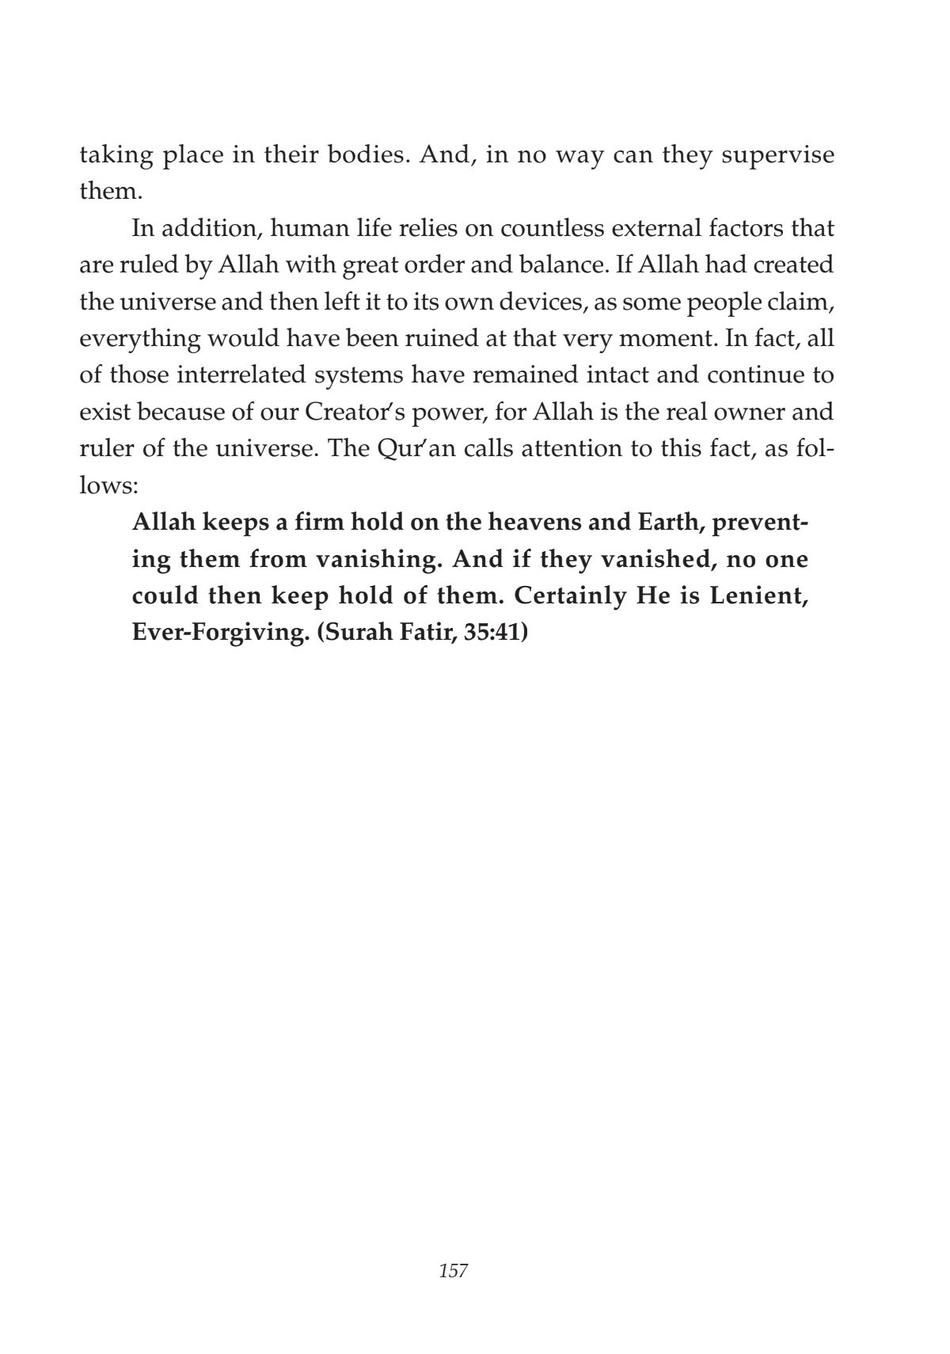 taking place in their bodies. And, in no way can they supervise
them.
In addition, human life relies on countless external factors that
are ruled by Allah with great order and balance. If Allah had created
the universe and then left it to its own devices, as some people claim,
everything would have been ruined at that very moment. In fact, all
of those interrelated systems have remained intact and continue to
exist because of our Creator's power, for Allah is the real owner and
ruler of the universe. The Qur'an calls attention to this fact, as fol-
lows:
Allah keeps a firm hold on the heavens and Earth, prevent-
ing them from vanishing. And if they vanished, no one
could then keep hold of them. Certainly He is Lenient,
Ever-Forgiving. (Surah Fatir, 35:41)
157